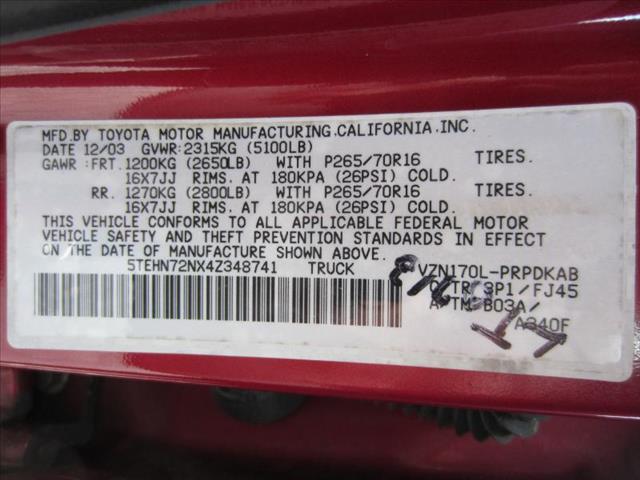 MFD.BY TOYOTA MOTOR MANUFACTURING.CALIFORNIA.INC.
DATE 12/03 GVWR:2315KG (5100LB)
GAWR:FRT.1200KG (2650LB) WITH P265/70R16 TIRES.
16X7JJ RIMS.AT 180KPA (26PSI) COLD.
RR. 1270KG (2800LB) WITH P265/70R16 TIRES.
16X7JJ RIMS.AT 180KPA (26PSI) COLD.
THIS VEHICLE CONFORMS TO ALL APPLICABLE FEDERAL MOTOR
VEHICLE SAFETY AND THEFT PREVENTION STANDARDS IN EFFECT
ON THE DATE OF MANUFACTURE SHOWN ABOVE.
5TEHN72NX4Z348741 TRUCK
VZN170L-PRPDKAB
C/TR: 3P1/FJ45
A/TM: B03A/
A340F